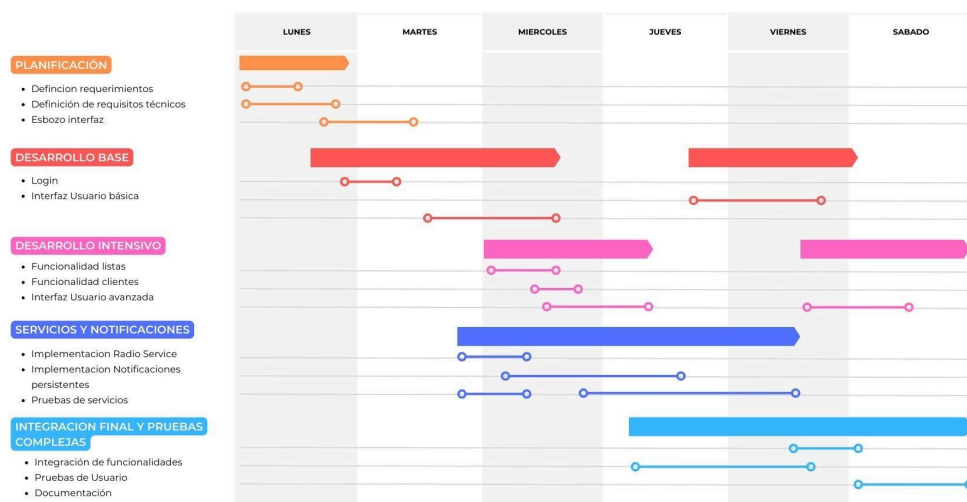 LUNES MARTES MIERCOLES JUEVES VIERNES SABADO
PLANIFICACIÓN
• Defincion requerimientos
• Definición de requisitos técnicos
• Esbozo interfaz
DESARROLLO BASE
• Login
• Interfaz Usuario básica
DESARROLLO INTENSIVO
• Funcionalidad listas
• Funcionalidad clientes
• Interfaz Usuario avanzada
SERVICIOS Y NOTIFICACIONES
• Implementacion Radio Service
• Implementacion Notificaciones
persistentes
• Pruebas de servicios
INTEGRACION FINAL Y PRUEBAS
COMPLEJAS
• Integración de funcionalidades
• Pruebas de Usuario
• Documentación